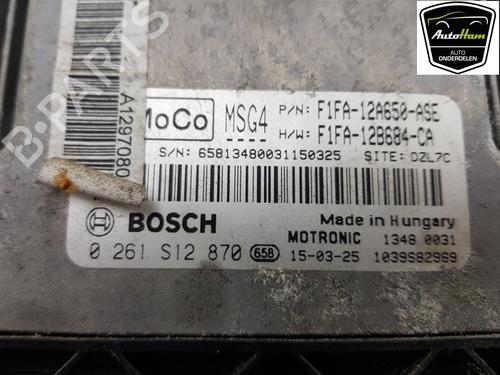 AutoHam
AUTO
ONDERDELEN
B-PARTS
A1297080
MoCo
MSG4
P/N: F1FA-12A650-ASE
H/W: F1FA-12B684-CA
S/N: 65813480031150325
SITE: DZL7C
BOSCH
Made in Hungary
0 261 S12 870 658
MOTRONIC
1348 0031
15-03-25
1039S82969